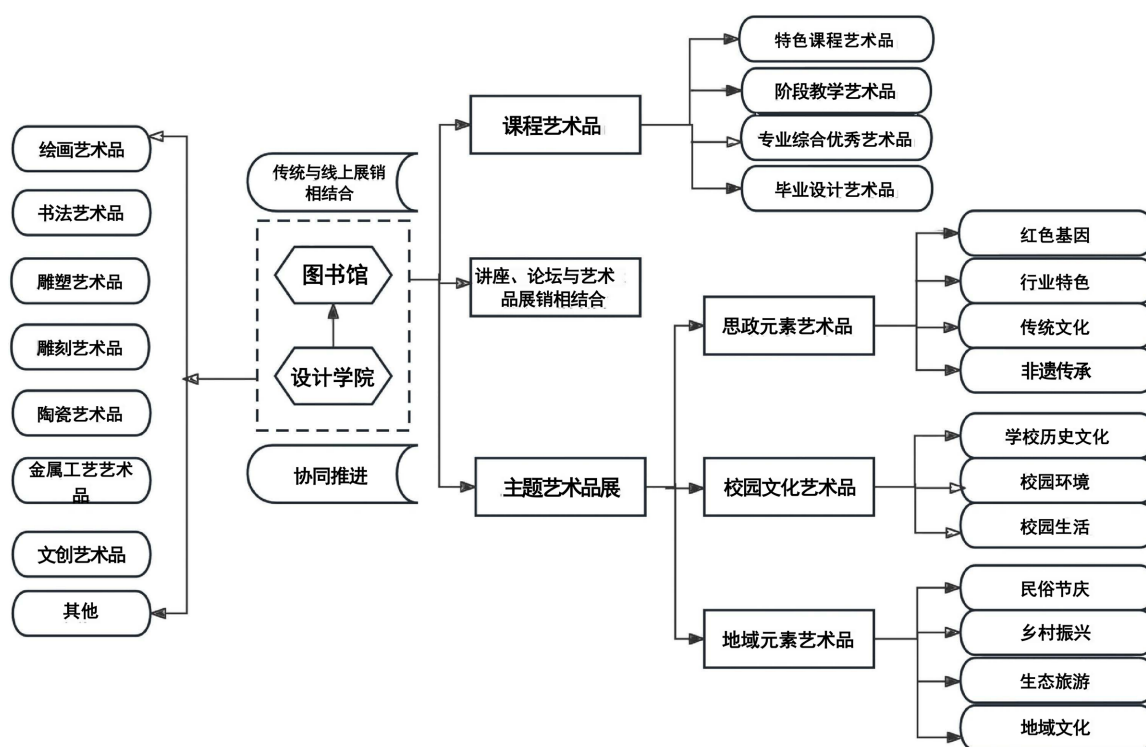 绘画艺术品
书法艺术品
雕塑艺术品
雕刻艺术品
陶瓷艺术品
金属工艺艺术
品
文创艺术品
其他
传统与线上展销
相结合
图书馆
设计学院
协同推进
课程艺术品
讲座、论坛与艺术
品展销相结合
主题艺术品展
特色课程艺术品
阶段教学艺术品
专业综合优秀艺术品
毕业设计艺术品
思政元素艺术品
校园文化艺术品
地域元素艺术品
红色基因
行业特色
传统文化
非遗传承
学校历史文化
校园环境
校园生活
民俗节庆
乡村振兴
生态旅游
地域文化